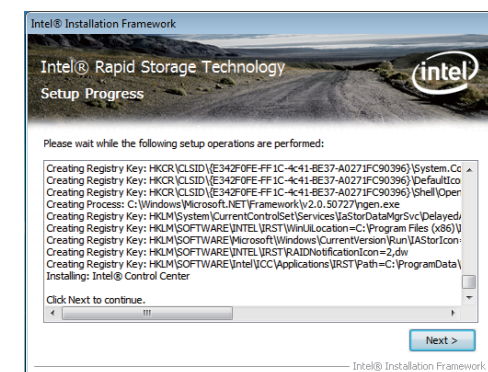 Intel® Installation Framework
Intel® Rapid Storage Technology
intel
Setup Progress
Please wait while the following setup operations are performed:
Creating Registry Key: HKCR\CLSID\{E342F0FE-FF1C-4c41-BE37-A0271FC90396}\System.Co
Creating Registry Key: HKCR\CLSID\{E342F0FE-FF1C-4c41-BE37-A0271FC90396}\DefaultIco
Creating Registry Key: HKCR\CLSID\{E342F0FE-FF1C-4c41-BE37-A0271FC90396}\Shell\Open
Creating Process: C:\Windows\Microsoft.NET\Framework\v2.0.50727\ngen.exe
Creating Registry Key: HKLM\System\CurrentControlSet\Services\IaStorDataMgrSvc\DelayedA
Creating Registry Key: HKLM\SOFTWARE\INTEL\IRST\WinUiLocation=C:\Program Files (x86)\I
Creating Registry Key: HKLM\SOFTWARE\Microsoft\Windows\CurrentVersion\Run\IAStorIcon=
Creating Registry Key: HKLM\SOFTWARE\INTEL\IRST\RAIDNotificationIcon=2,dw
Creating Registry Key: HKLM\SOFTWARE\Intel\ICC\Applications\IRST\Path=C:\ProgramData\
Installing: Intel® Control Center
Click Next to continue.
Next >
Intel® Installation Framework